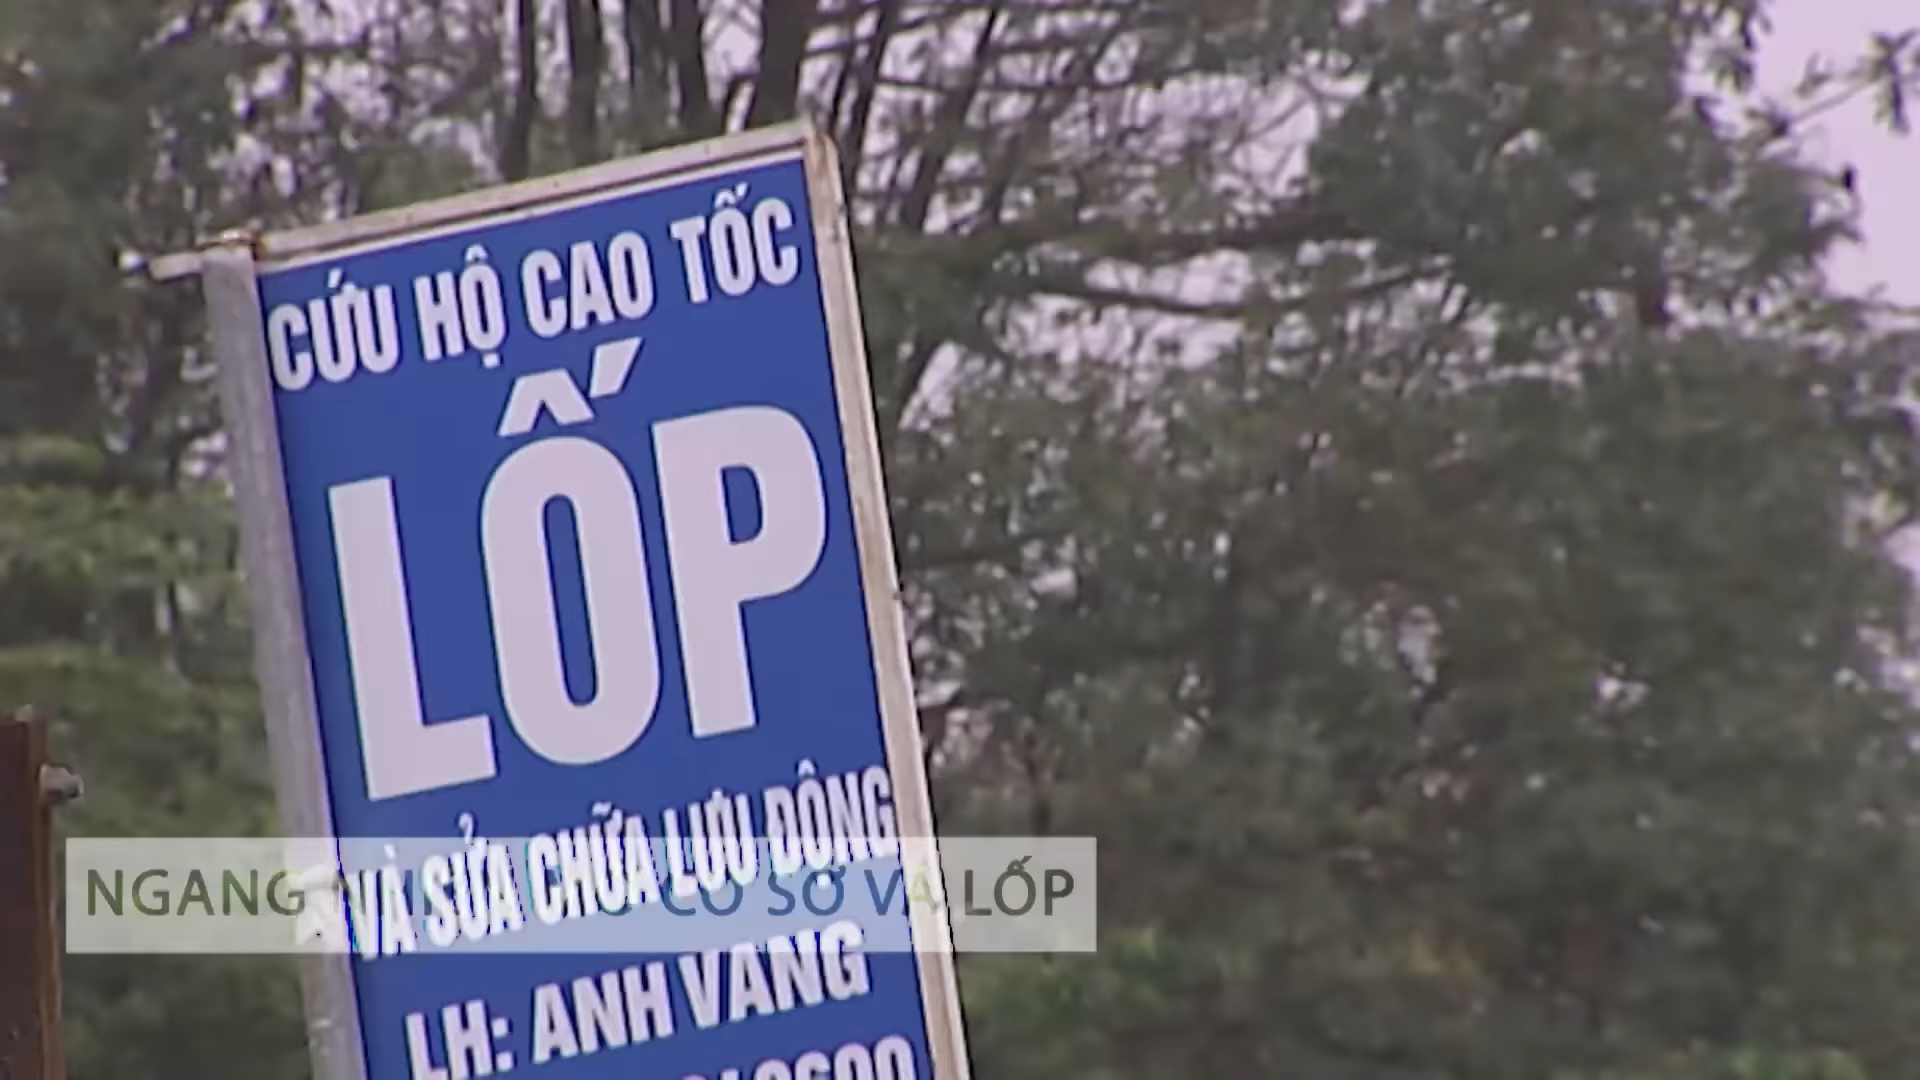 CỨU HỘ CAO TỐC
LỐP
VÀ SỬA CHỮA LƯU ĐỘNG
NGANG CƠ SỞ VÁ LỐP
LH: ANH VANG